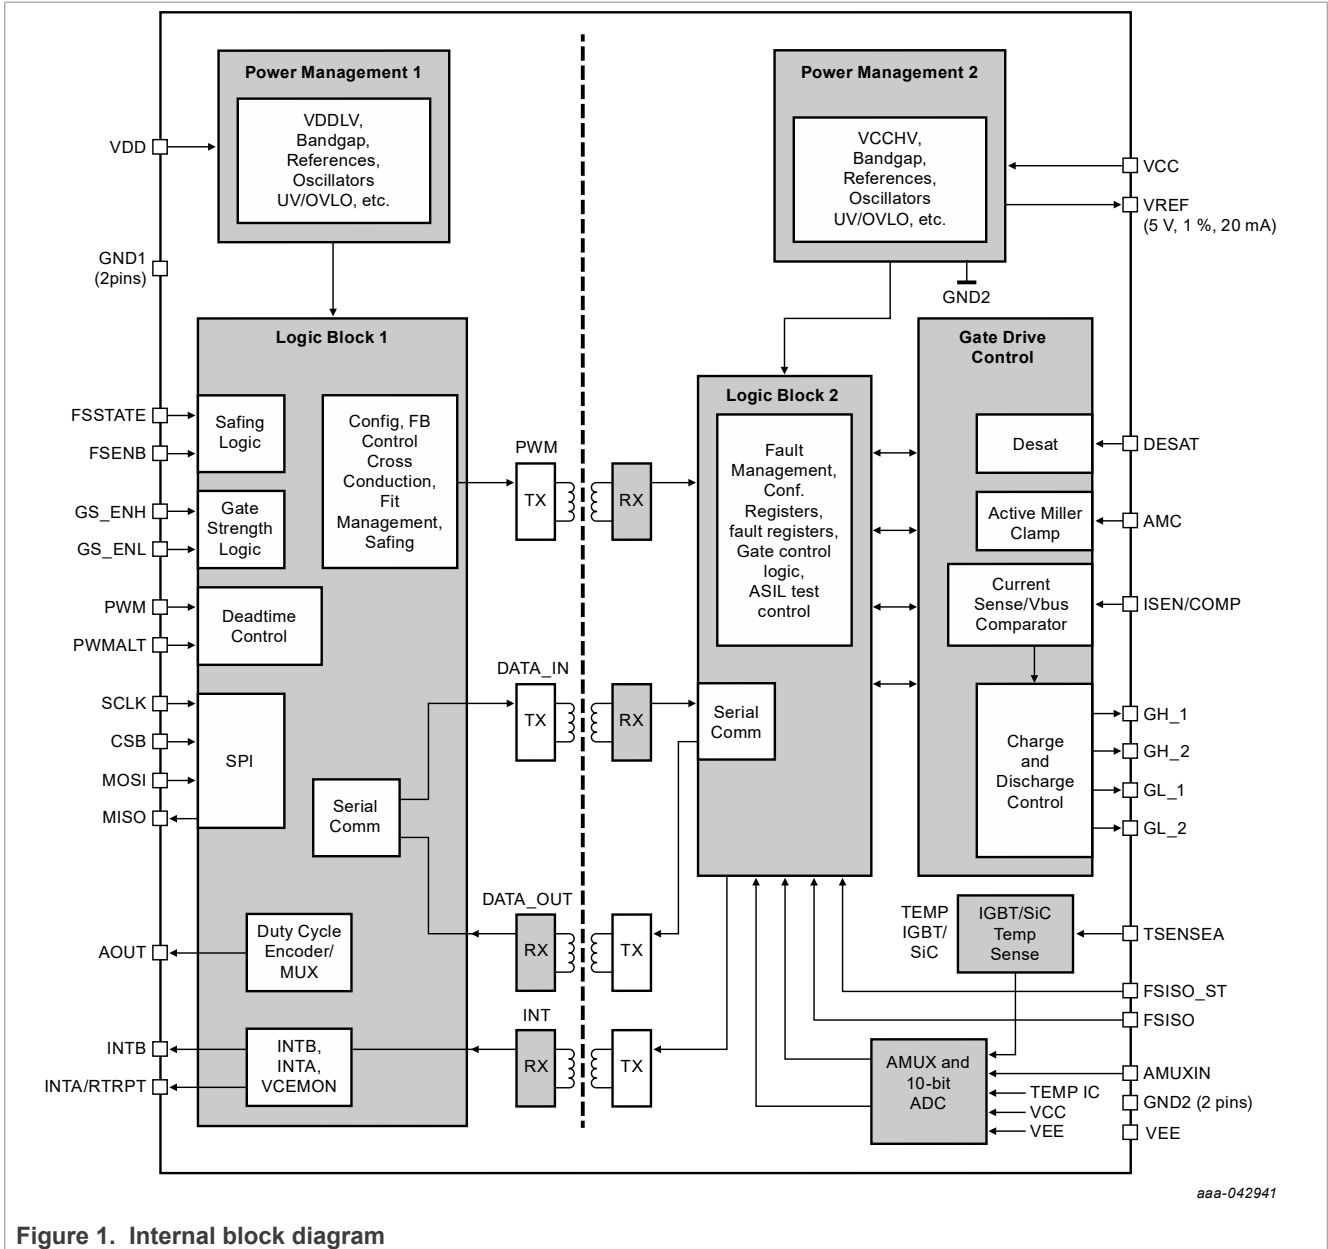 Power Management 1
VDDLV,
Bandgap,
References,
Oscillators
UV/OVLO, etc.
VDD
GND1
(2pins)
Power Management 2
VCCHV,
Bandgap,
References,
Oscillators
UV/OVLO, etc.
VCC
VREF
(5 V, 1 %, 20 mA)
GND2
Logic Block 1
FSSTATE
FSENB
Safing
Logic
GS_ENH
GS_ENL
Gate
Strength
Logic
Config, FB
Control
Cross
Conduction,
Fit
Management,
Safing
PWM
PWMALT
Deadtime
Control
SCLK
CSB
MOSI
MISO
SPI
Serial
Comm
AOUT
Duty Cycle
Encoder/
MUX
INTB
INTA/RTRPT
INTB,
INTA,
VCEMON
PWM
TX
RX
DATA_IN
TX
RX
DATA_OUT
RX
TX
INT
RX
TX
Logic Block 2
Fault
Management,
Conf.
Registers,
fault registers,
Gate control
logic,
ASIL test
control
Serial
Comm
Gate Drive
Control
Desat
DESAT
Active Miller
Clamp
AMC
Current
Sense/Vbus
Comparator
ISEN/COMP
Charge
and
Discharge
Control
GH_1
GH_2
GL_1
GL_2
TEMP
IGBT/
SiC
IGBT/SiC
Temp
Sense
TSENSEA
FSISO_ST
FSISO
AMUX and
10-bit
ADC
TEMP IC
VCC
VEE
AMUXIN
GND2 (2 pins)
VEE
aaa-042941
Figure 1. Internal block diagram